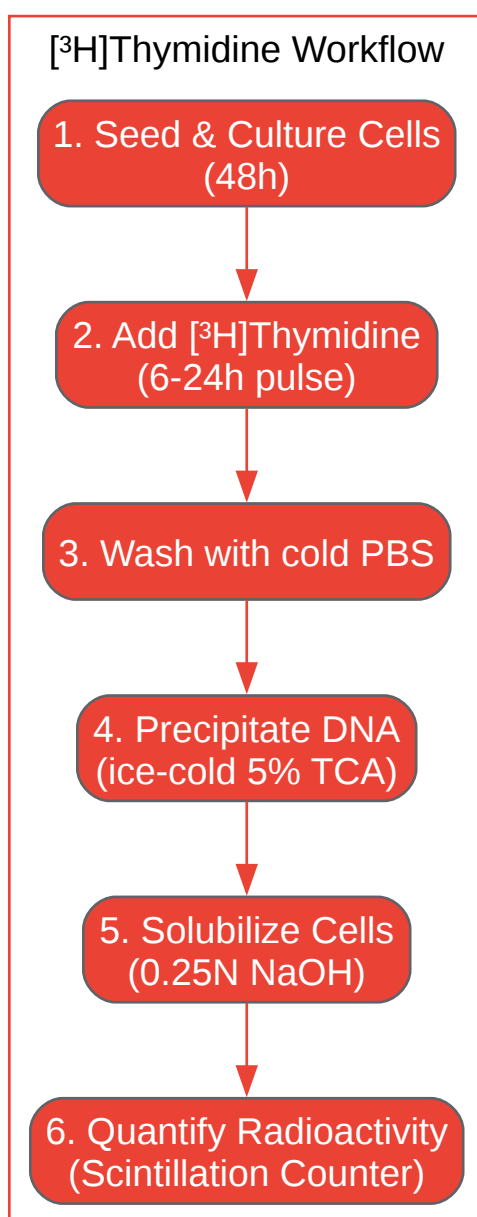 [³H]Thymidine Workflow
1. Seed & Culture Cells
(48h)
2. Add [³H]Thymidine
(6-24h pulse)
3. Wash with cold PBS
4. Precipitate DNA
(ice-cold 5% TCA)
5. Solubilize Cells
(0.25N NaOH)
6. Quantify Radioactivity
(Scintillation Counter)